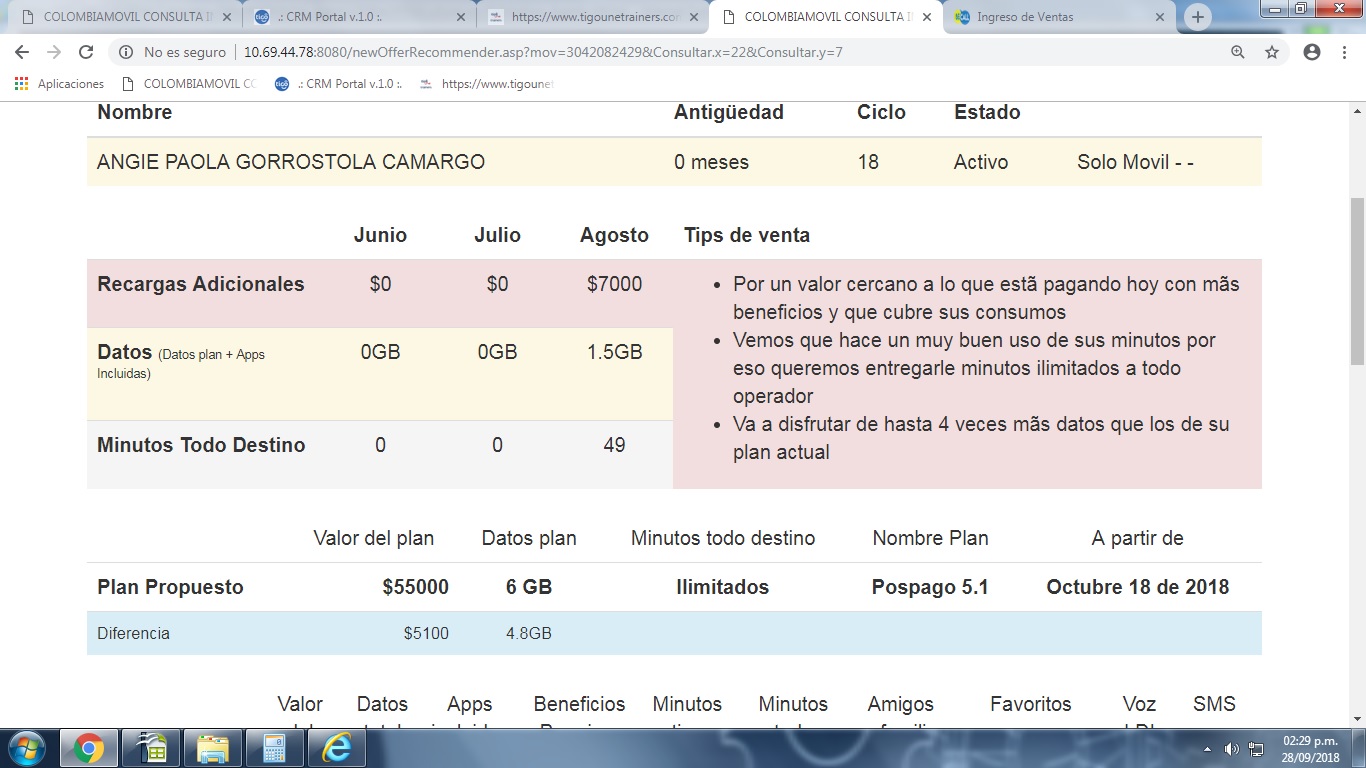 COLOMBIAMOVIL CONSULTA I
.: CRM Portal v.1.0 :.
https://www.tigounetrainers.con
COLOMBIAMOVIL CONSULTA I
Ingreso de Ventas
No es seguro | 10.69.44.78:8080/newOfferRecommender.asp?mov=3042082429&Consultar.x=22&Consultar.y=7
Aplicaciones
COLOMBIAMOVIL CO
tigo
.: CRM Portal v.1.0 :.
https://www.tigounet
Nombre Antigüedad Ciclo Estado
ANGIE PAOLA GORROSTOLA CAMARGO 0 meses 18 Activo Solo Movil - -
Junio Julio Agosto Tips de venta
Recargas Adicionales $0 $0 $7000
Datos (Datos plan + Apps
Incluidas)
0GB 0GB 1.5GB
Minutos Todo Destino 0 0 49
• Por un valor cercano a lo que estã pagando hoy con mãs
beneficios y que cubre sus consumos
• Vemos que hace un muy buen uso de sus minutos por
eso queremos entregarle minutos ilimitados a todo
operador
• Va a disfrutar de hasta 4 veces mãs datos que los de su
plan actual
Valor del plan Datos plan Minutos todo destino Nombre Plan A partir de
Plan Propuesto $55000 6 GB Ilimitados Pospago 5.1 Octubre 18 de 2018
Diferencia $5100 4.8GB
Valor Datos Apps Beneficios Minutos Minutos Amigos Favoritos Voz SMS
02:29 p.m.
28/09/2018